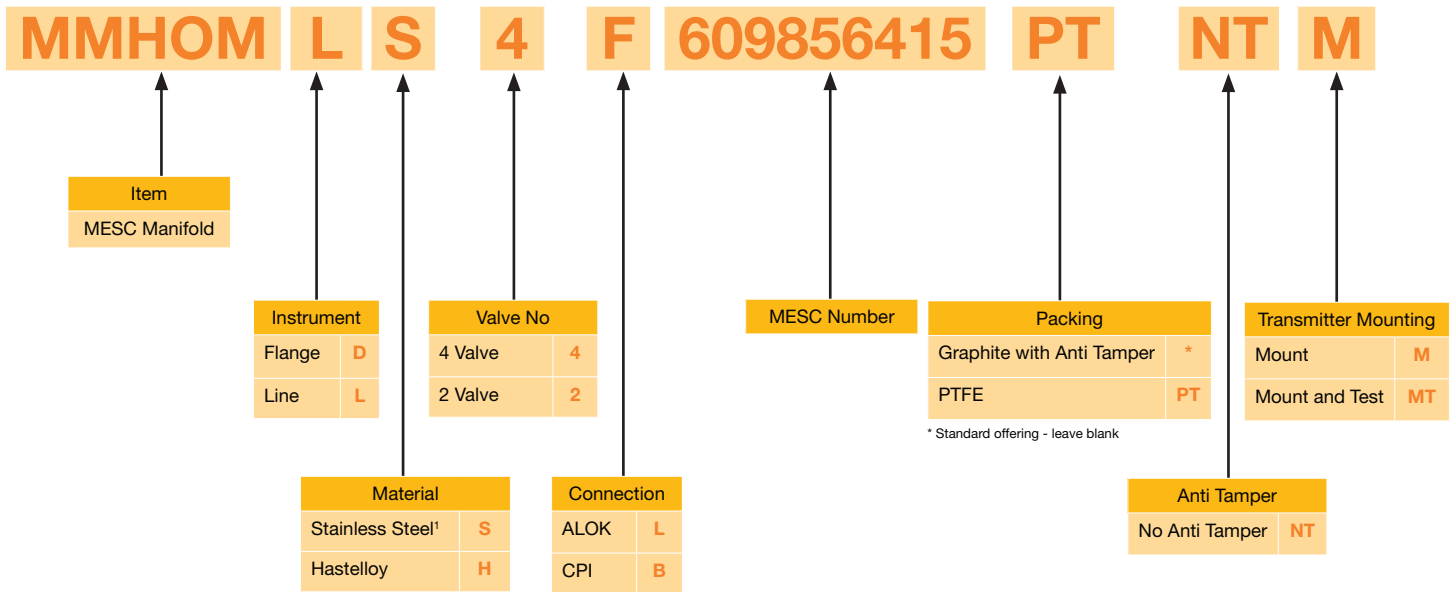 MMHOM L S 4 F 609856415 PT NT M
Item
MESC Manifold
Instrument
Flange D
Line L
Valve No
4 Valve 4
2 Valve 2
MESC Number
Packing
Graphite with Anti Tamper *
PTFE PT
* Standard offering - leave blank
Transmitter Mounting
Mount M
Mount and Test MT
Material
Stainless Steel¹ S
Hastelloy H
Connection
ALOK L
CPI B
Anti Tamper
No Anti Tamper NT